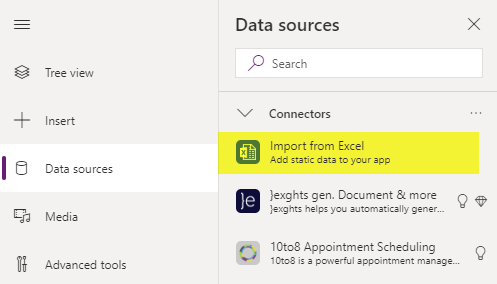 Tree view
Insert
Data sources
Media
Advanced tools
Data sources
Search
Connectors
Import from Excel
Add static data to your app
}exghts gen. Document & more
}exghts helps you automatically gener...
10to8 Appointment Scheduling
10to8 is a powerful appointment manage...